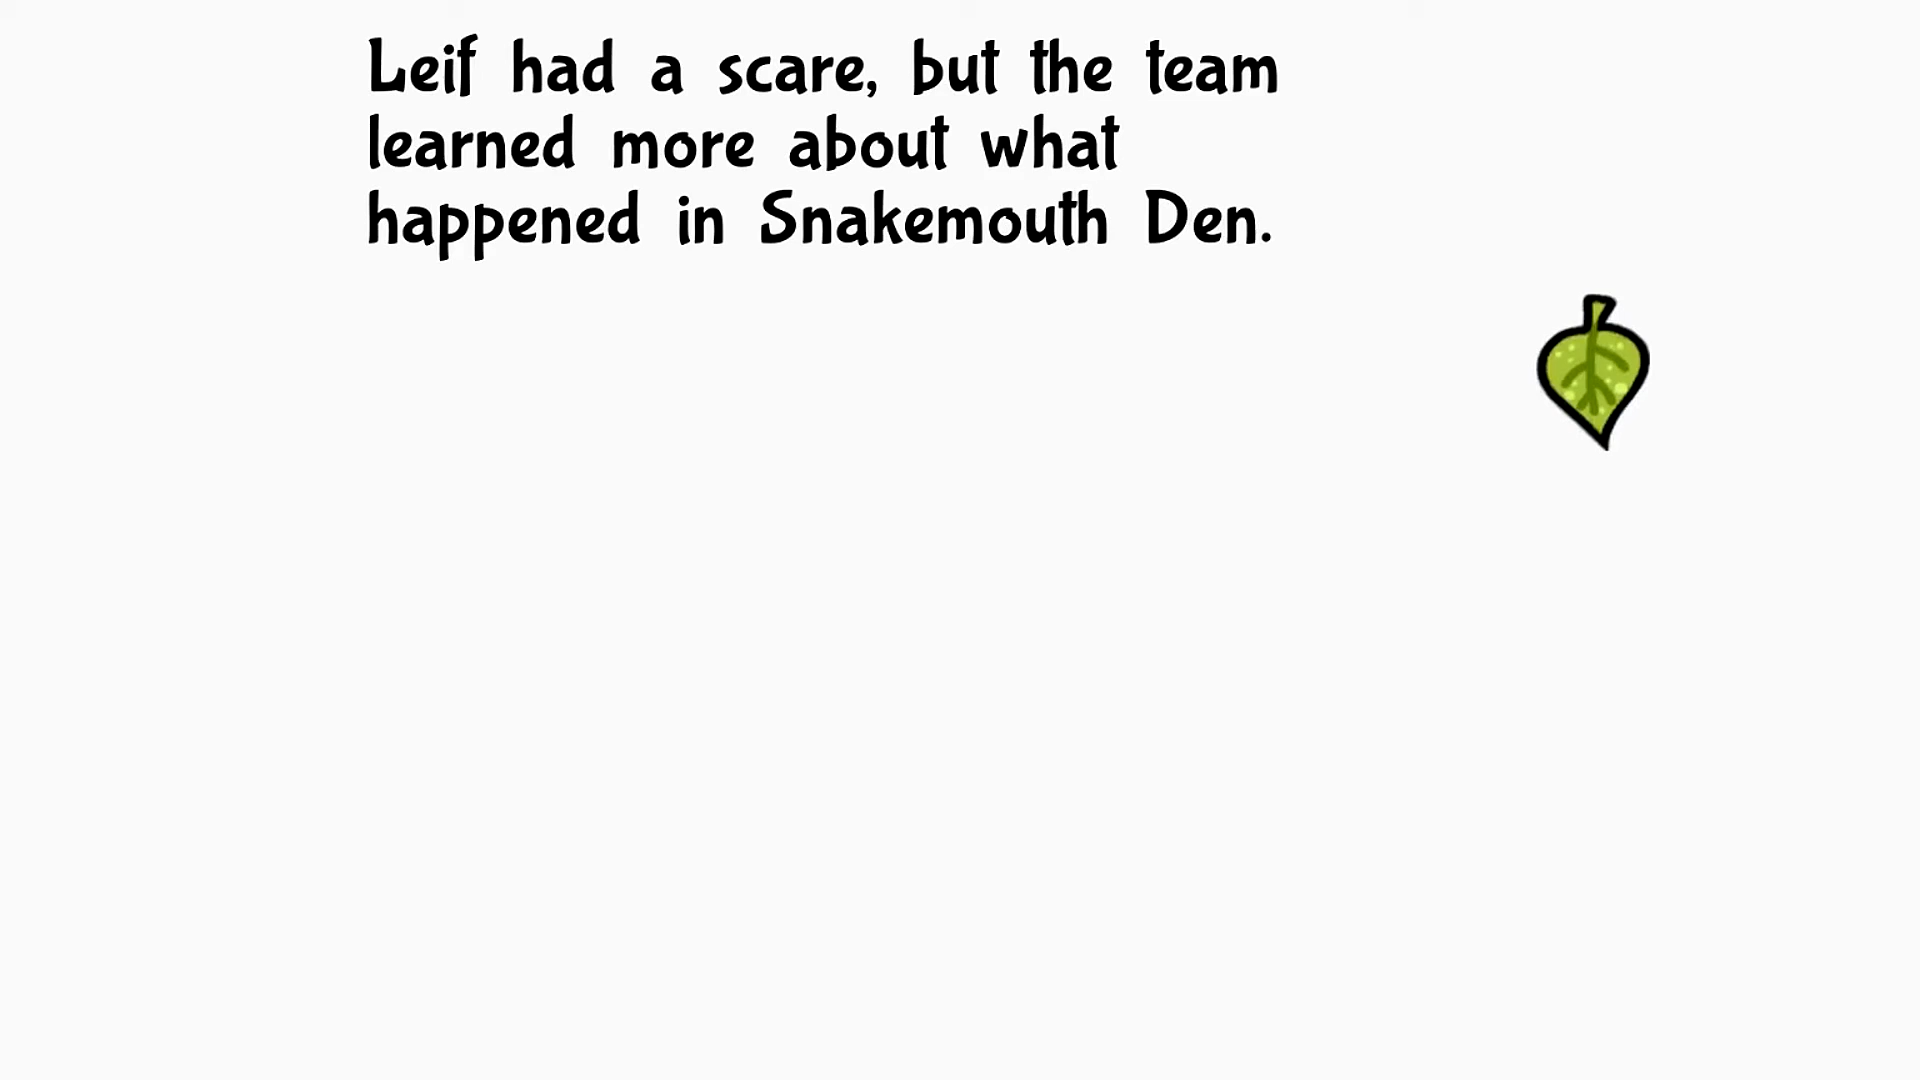 Leif had a scare, but the team
learned more about what
happened in Snakemouth Den.